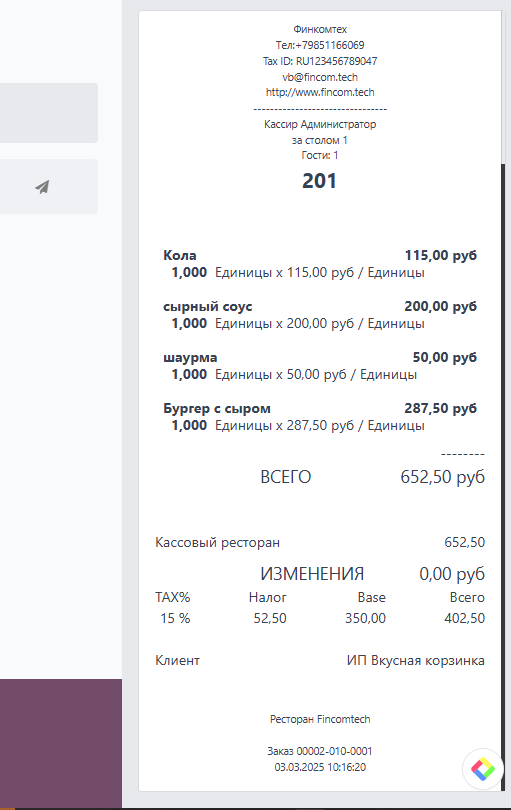 Финкомтех
Тел:+79851166069
Tax ID: RU123456789047
vb@fincom.tech
http://www.fincom.tech
--------------------------------
Кассир Администратор
за столом 1
Гости: 1
201
Кола 115,00 руб
1,000 Единицы x 115,00 руб / Единицы
сырный соус 200,00 руб
1,000 Единицы x 200,00 руб / Единицы
шаурма 50,00 руб
1,000 Единицы x 50,00 руб / Единицы
Бургер с сыром 287,50 руб
1,000 Единицы x 287,50 руб / Единицы
--------
ВСЕГО 652,50 руб
Кассовый ресторан 652,50
ИЗМЕНЕНИЯ 0,00 руб
TAX% Налог Base Всего
15 % 52,50 350,00 402,50
Клиент ИП Вкусная корзинка
Ресторан Fincomtech
Заказ 00002-010-0001
03.03.2025 10:16:20